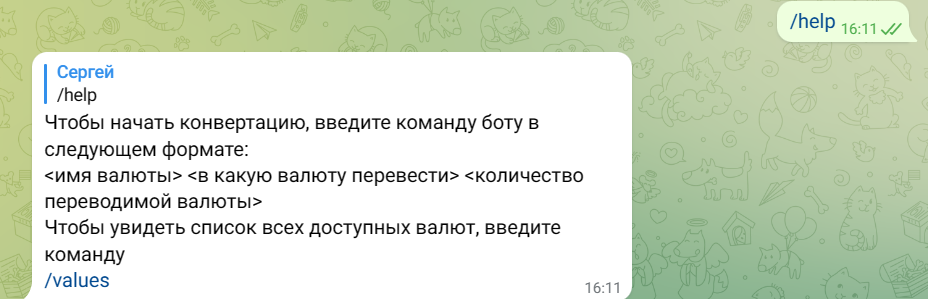 /help 16:11
Сергей
/help
Чтобы начать конвертацию, введите команду боту в
следующем формате:
<имя валюты> <в какую валюту перевести> <количество
переводимой валюты>
Чтобы увидеть список всех доступных валют, введите
команду
/values 16:11